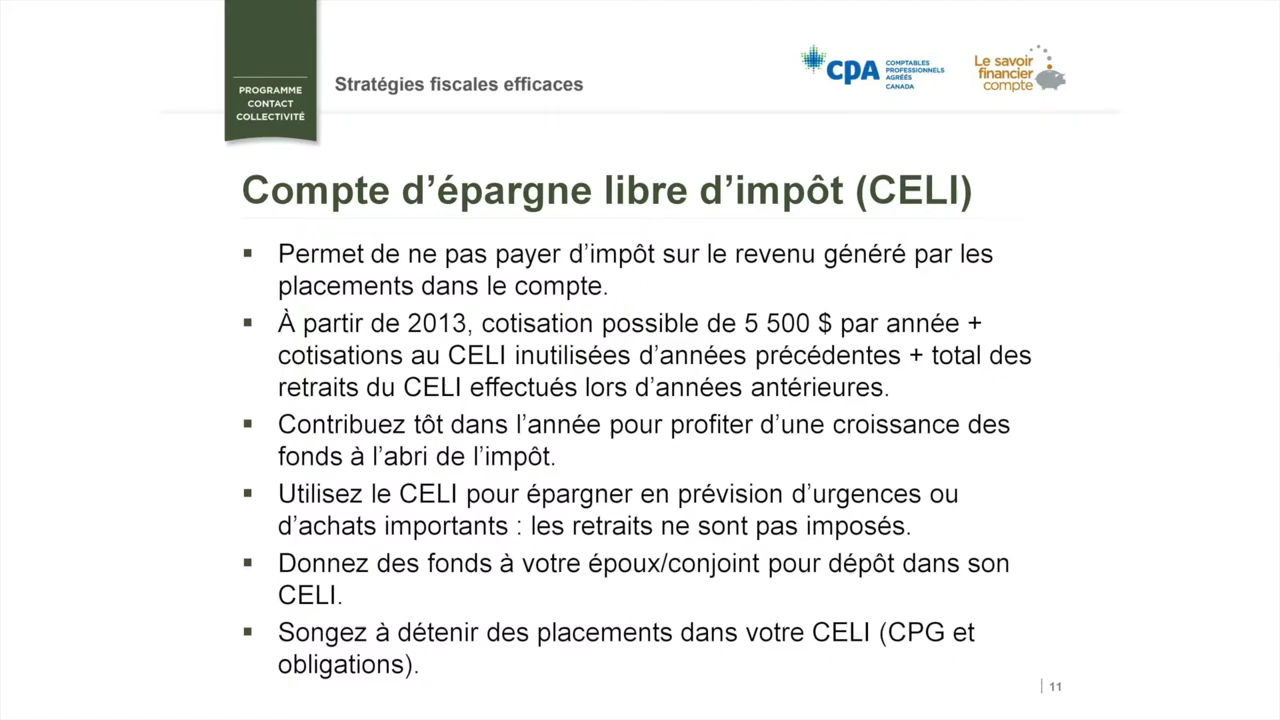 PROGRAMME
CONTACT
COLLECTIVITÉ
Stratégies fiscales efficaces
CPA
COMPTABLES
PROFESSIONNELS
AGRÉÉS
CANADA
Le savoir
financier
compte
Compte d’épargne libre d’impôt (CELI)
▪ Permet de ne pas payer d’impôt sur le revenu généré par les
placements dans le compte.
▪ À partir de 2013, cotisation possible de 5 500 $ par année +
cotisations au CELI inutilisées d’années précédentes + total des
retraits du CELI effectués lors d’années antérieures.
▪ Contribuez tôt dans l’année pour profiter d’une croissance des
fonds à l’abri de l’impôt.
▪ Utilisez le CELI pour épargner en prévision d’urgences ou
d’achats importants : les retraits ne sont pas imposés.
▪ Donnez des fonds à votre époux/conjoint pour dépôt dans son
CELI.
▪ Songez à détenir des placements dans votre CELI (CPG et
obligations).
11